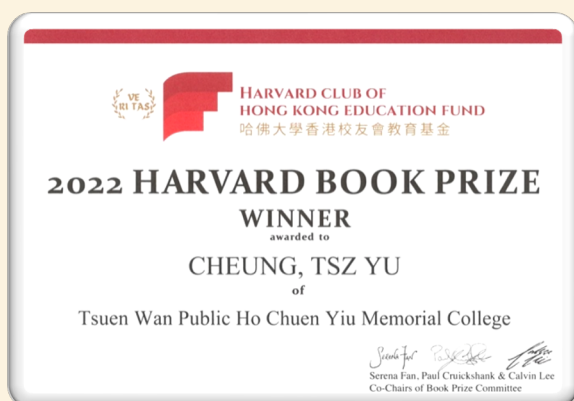 VE
RI TAS
HARVARD CLUB OF
HONG KONG EDUCATION FUND
哈佛大學香港校友會教育基金
2022 HARVARD BOOK PRIZE
WINNER
awarded to
CHEUNG, TSZ YU
of
Tsuen Wan Public Ho Chuen Yiu Memorial College
Serena Fan, Paul Cruickshank & Calvin Lee
Co-Chairs of Book Prize Committee